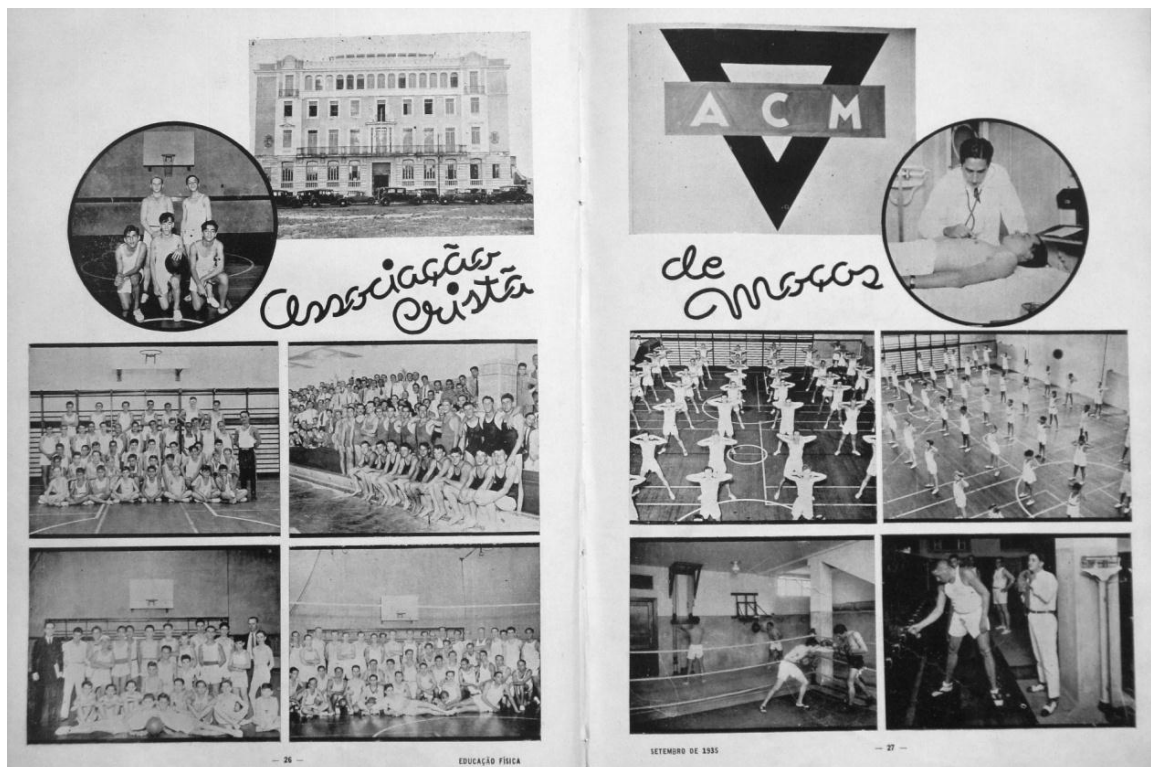 ACM
Associação
Cristã
de
Moços
— 26 —
EDUCAÇÃO FÍSICA
SETEMBRO DE 1935
— 27 —